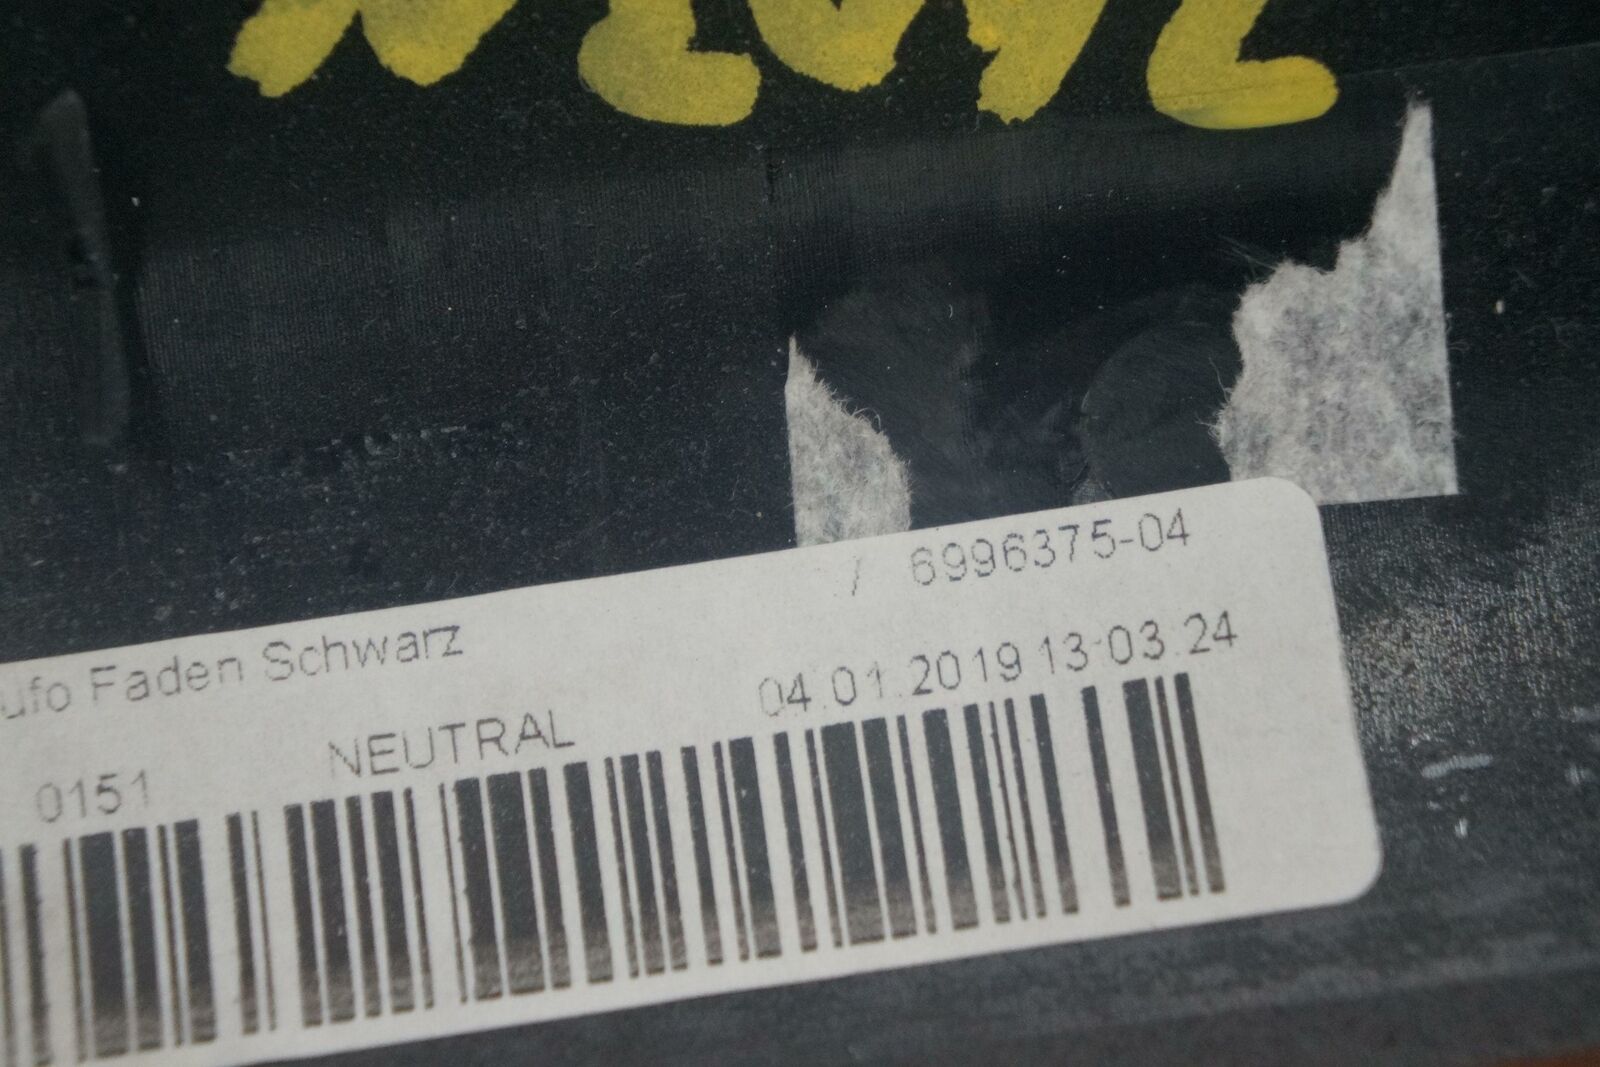 / 6996375-04
ufo Faden Schwarz
04.01.2019 13:03:24
0151 NEUTRAL